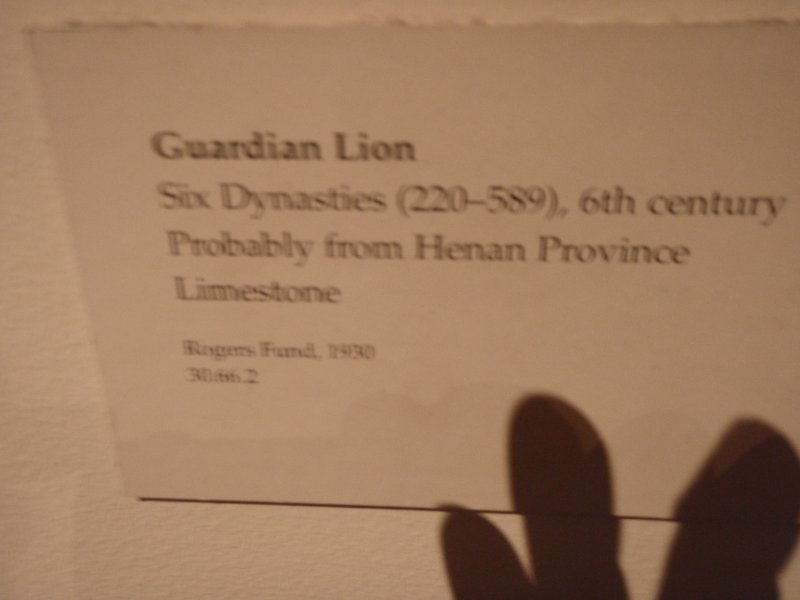 Guardian Lion
Six Dynasties (220–589), 6th century
Probably from Henan Province
Limestone
Rogers Fund, 1930
30.66.2